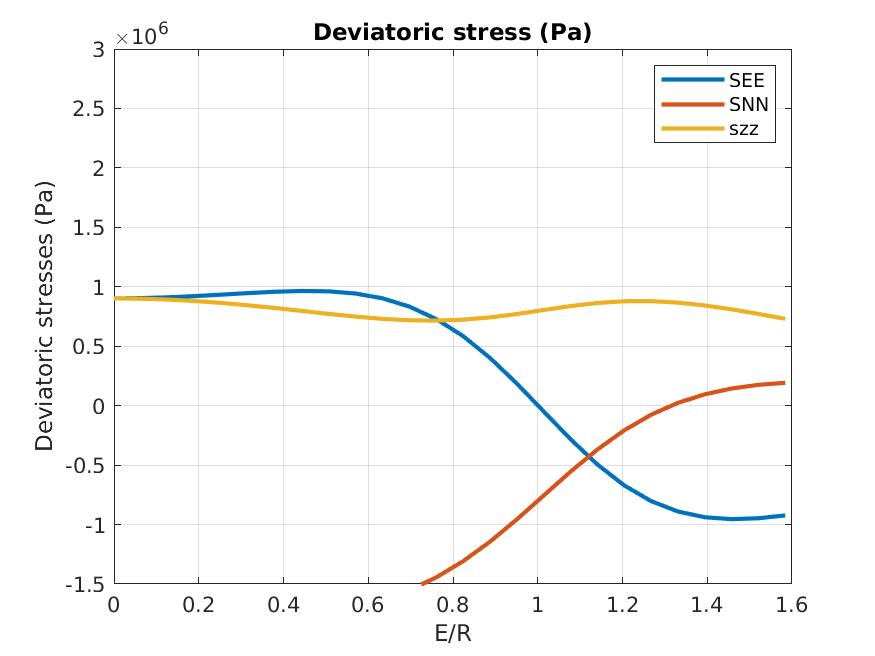 Deviatoric stress (Pa)
×10^6
3
2.5
2
1.5
1
0.5
0
-0.5
-1
-1.5
Deviatoric stresses (Pa)
SEE
SNN
szz
0 0.2 0.4 0.6 0.8 1 1.2 1.4 1.6
E/R